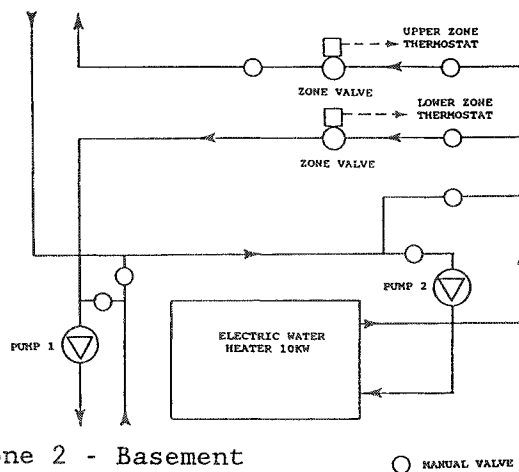 UPPER ZONE
THERMOSTAT
ZONE VALVE
LOWER ZONE
THERMOSTAT
ZONE VALVE
PUMP 2
ELECTRIC WATER
HEATER 10KW
PUMP 1
one 2 - Basement
MANUAL VALVE